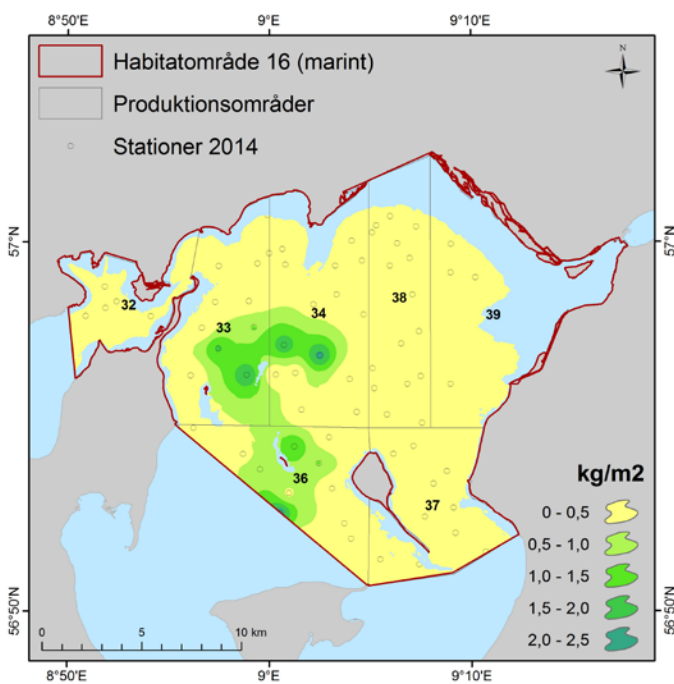 8°50'E
9°E
9°10'E
Habitatområde 16 (marint)
N
Produktionsområder
Stationer 2014
57°N
57°N
32
33
34
38
39
36
37
kg/m2
0 - 0,5
0,5 - 1,0
1,0 - 1,5
1,5 - 2,0
2,0 - 2,5
56°50'N
56°50'N
0
5
10 km
8°50'E
9°E
9°10'E